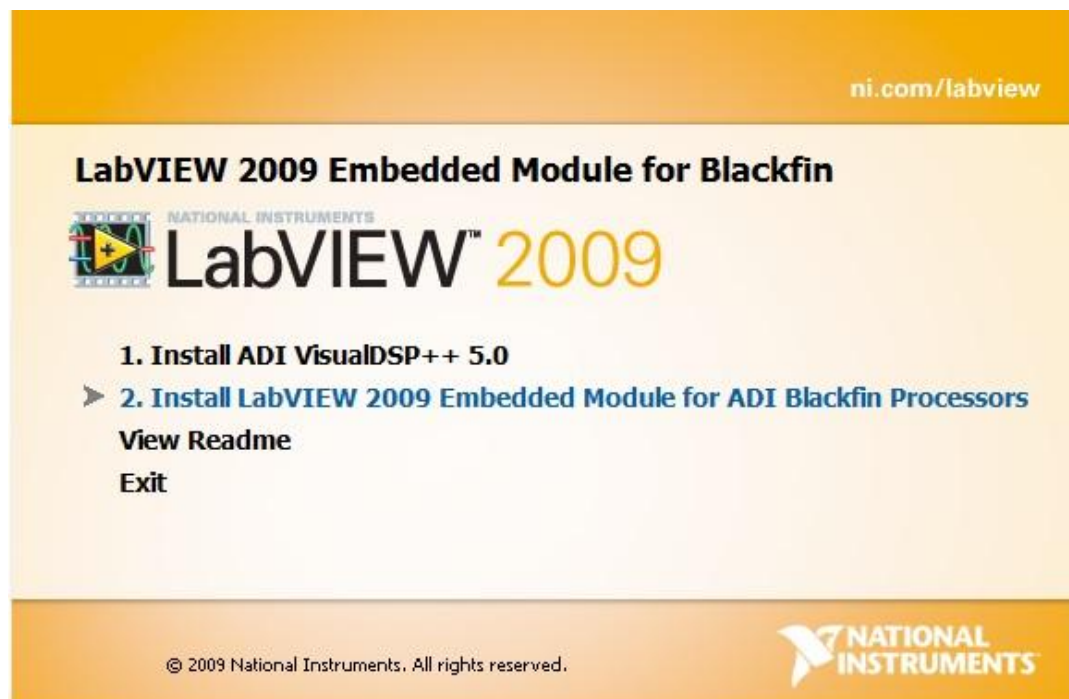 ni.com/labview
LabVIEW 2009 Embedded Module for Blackfin
NATIONAL INSTRUMENTS
LabVIEW™ 2009
1. Install ADI VisualDSP++ 5.0
2. Install LabVIEW 2009 Embedded Module for ADI Blackfin Processors
View Readme
Exit
© 2009 National Instruments. All rights reserved.
NATIONAL
INSTRUMENTS